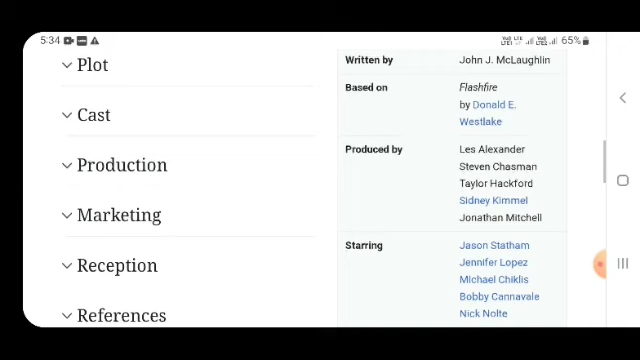 5:34
65%
Plot
Cast
Production
Marketing
Reception
References
Written by
John J. McLaughlin
Based on
Flashfire
by Donald E.
Westlake
Produced by
Les Alexander
Steven Chasman
Taylor Hackford
Sidney Kimmel
Jonathan Mitchell
Starring
Jason Statham
Jennifer Lopez
Michael Chiklis
Bobby Cannavale
Nick Nolte